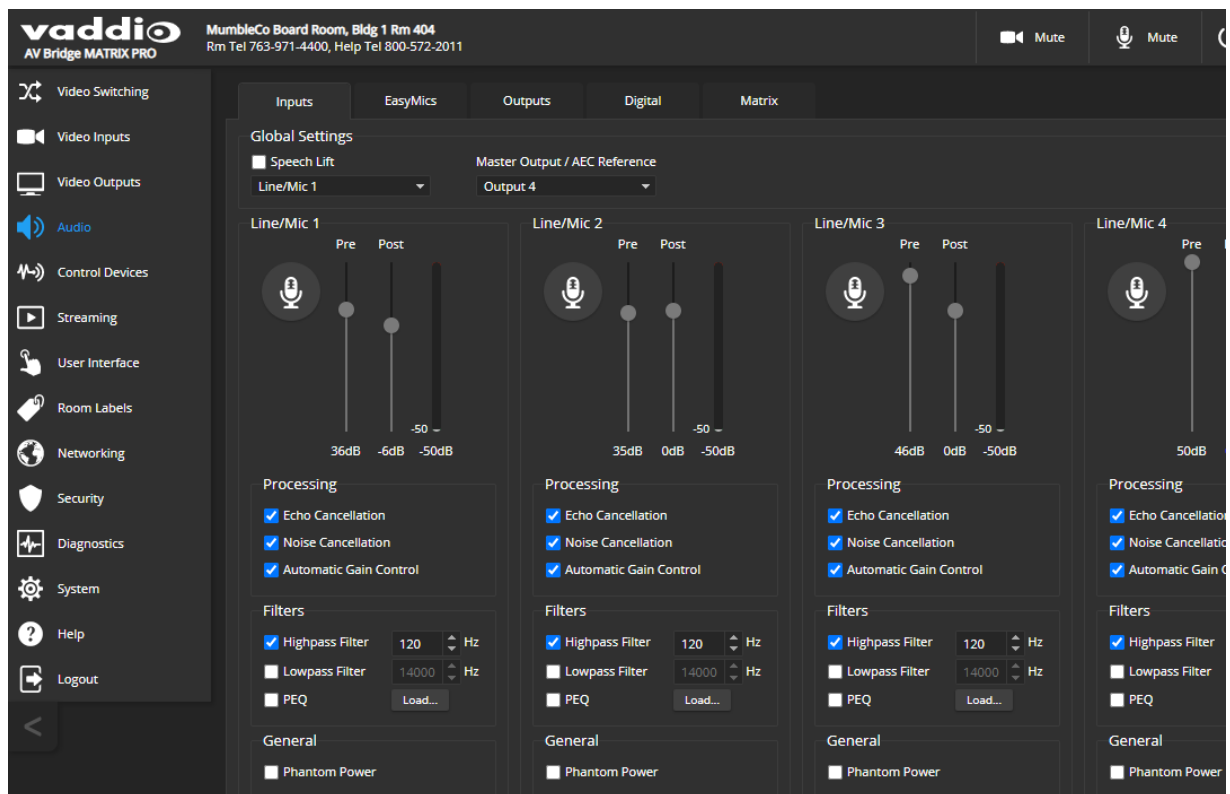 vaddio
AV Bridge MATRIX PRO
MumbleCo Board Room, Bldg 1 Rm 404
Rm Tel 763-971-4400, Help Tel 800-572-2011
Mute
Mute
Video Switching
Video Inputs
Video Outputs
Audio
Control Devices
Streaming
User Interface
Room Labels
Networking
Security
Diagnostics
System
Help
Logout
<
Inputs EasyMics Outputs Digital Matrix
Global Settings
Speech Lift Master Output / AEC Reference
Line/Mic 1 Output 4
Line/Mic 1
Pre Post
-50
36dB -6dB -50dB
Processing
Echo Cancellation
Noise Cancellation
Automatic Gain Control
Filters
Highpass Filter 120 Hz
Lowpass Filter 14000 Hz
PEQ Load...
General
Phantom Power
Line/Mic 2
Pre Post
-50
35dB 0dB -50dB
Processing
Echo Cancellation
Noise Cancellation
Automatic Gain Control
Filters
Highpass Filter 120 Hz
Lowpass Filter 14000 Hz
PEQ Load...
General
Phantom Power
Line/Mic 3
Pre Post
-50
46dB 0dB -50dB
Processing
Echo Cancellation
Noise Cancellation
Automatic Gain Control
Filters
Highpass Filter 120 Hz
Lowpass Filter 14000 Hz
PEQ Load...
General
Phantom Power
Line/Mic 4
Pre
50dB
Processing
Echo Cancellation
Noise Cancellatio
Automatic Gain
Filters
Highpass Filter
Lowpass Filter
PEQ
General
Phantom Power